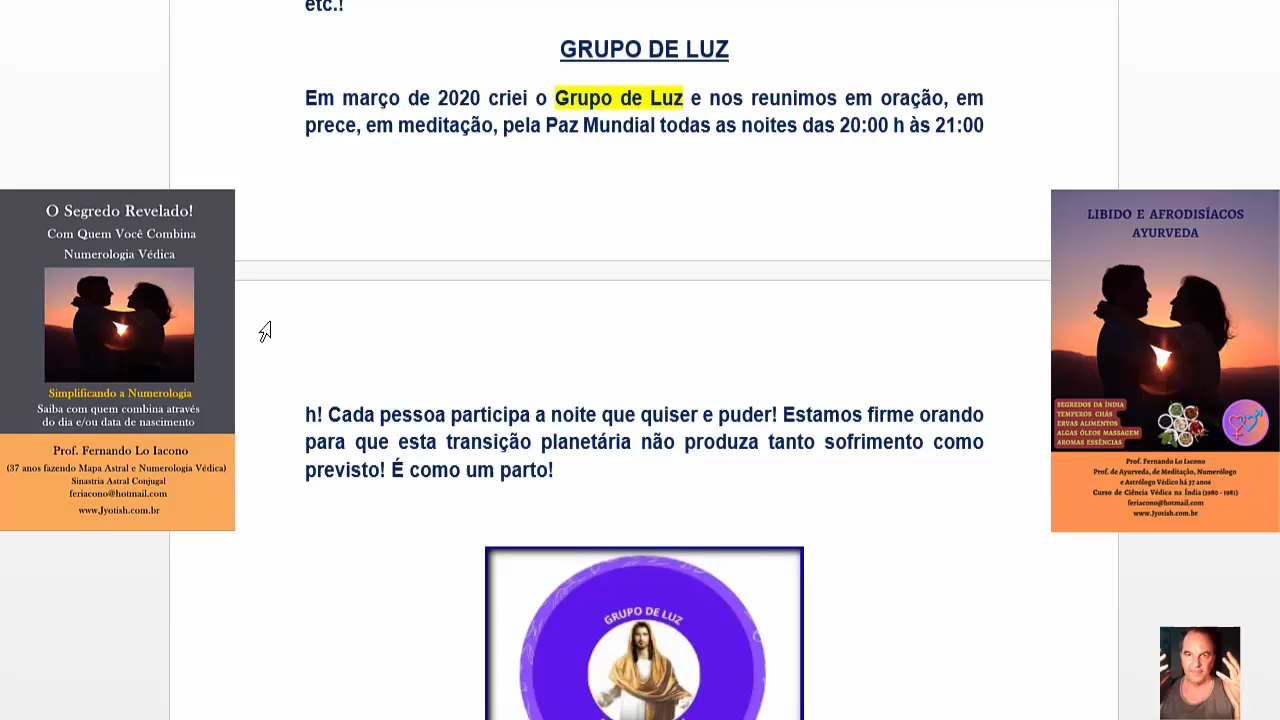 etc.!
GRUPO DE LUZ
Em março de 2020 criei o Grupo de Luz e nos reunimos em oração, em
prece, em meditação, pela Paz Mundial todas as noites das 20:00 h às 21:00
O Segredo Revelado!
Com Quem Você Combina
Numerologia Védica
Simplificando a Numerologia
Saiba com quem combina através
do dia e/ou data de nascimento
Prof. Fernando Lo Iacono
(37 anos fazendo Mapa Astral e Numerologia Védica)
Sinastria Astral Conjugal
feriacono@hotmail.com
www.Jyotish.com.br
h! Cada pessoa participa a noite que quiser e puder! Estamos firme orando
para que esta transição planetária não produza tanto sofrimento como
previsto! É como um parto!
GRUPO DE LUZ
LIBIDO E AFRODISÍACOS
AYURVEDA
SEGREDOS DA ÍNDIA
TEMPEROS CHÁS
ERVAS ALIMENTOS
ALGAS ÓLEOS MASSAGEM
AROMAS ESSÊNCIAS
Prof. Fernando Lo Iacono
Prof. de Ayurveda, de Meditação, Numerólogo
e Astrólogo Védico há 37 anos
Curso de Ciência Védica na Índia (1980 - 1981)
feriacono@hotmail.com
www.Jyotish.com.br